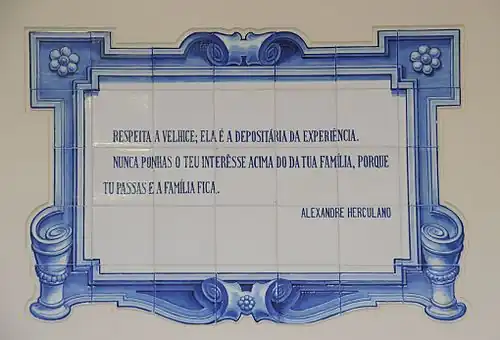 RESPEITA A VELHICE; ELA É A DEPOSITÁRIA DA EXPERIÊNCIA.
NUNCA PONHAS O TEU INTERÊSSE ACIMA DO DA TUA FAMÍLIA, PORQUE
TU PASSAS E A FAMÍLIA FICA.
ALEXANDRE HERCULANO